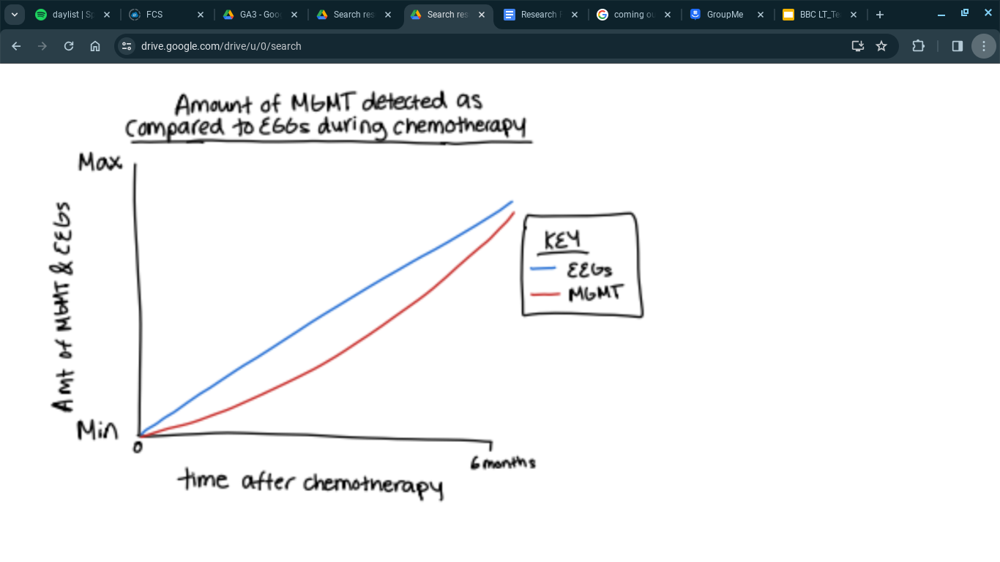 daylist | Sp
FCS
GA3 - Goo
Search res
Search res
Research
coming ou
GroupMe
BBC LT_Te
drive.google.com/drive/u/0/search
Amount of MGMT detected as
Compared to EGGs during chemotherapy
Max
Amt of MGMT & EEGs
KEY
EEGs
MGMT
Min
0
6 months
time after chemotherapy